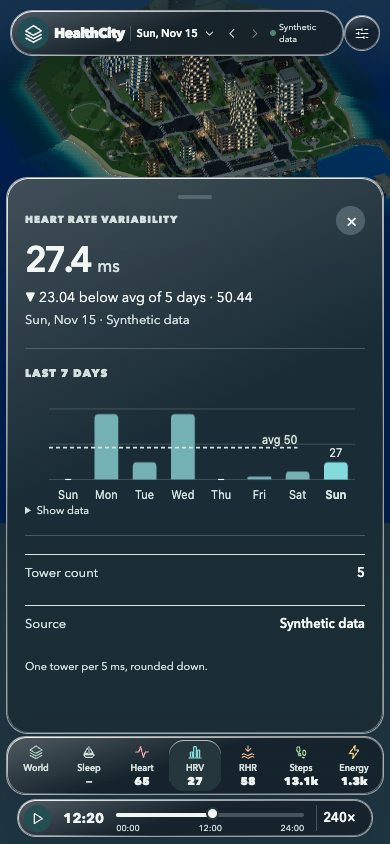 HealthCity
Sun, Nov 15
Synthetic
data
HEART RATE VARIABILITY
27.4 ms
▼ 23.04 below avg of 5 days · 50.44
Sun, Nov 15 · Synthetic data
LAST 7 DAYS
avg 50
27
Sun Mon Tue Wed Thu Fri Sat Sun
▶ Show data
Tower count 5
Source Synthetic data
One tower per 5 ms, rounded down.
World Sleep Heart HRV RHR Steps Energy
– 65 27 58 13.1k 1.3k
12:20 240×
00:00 12:00 24:00